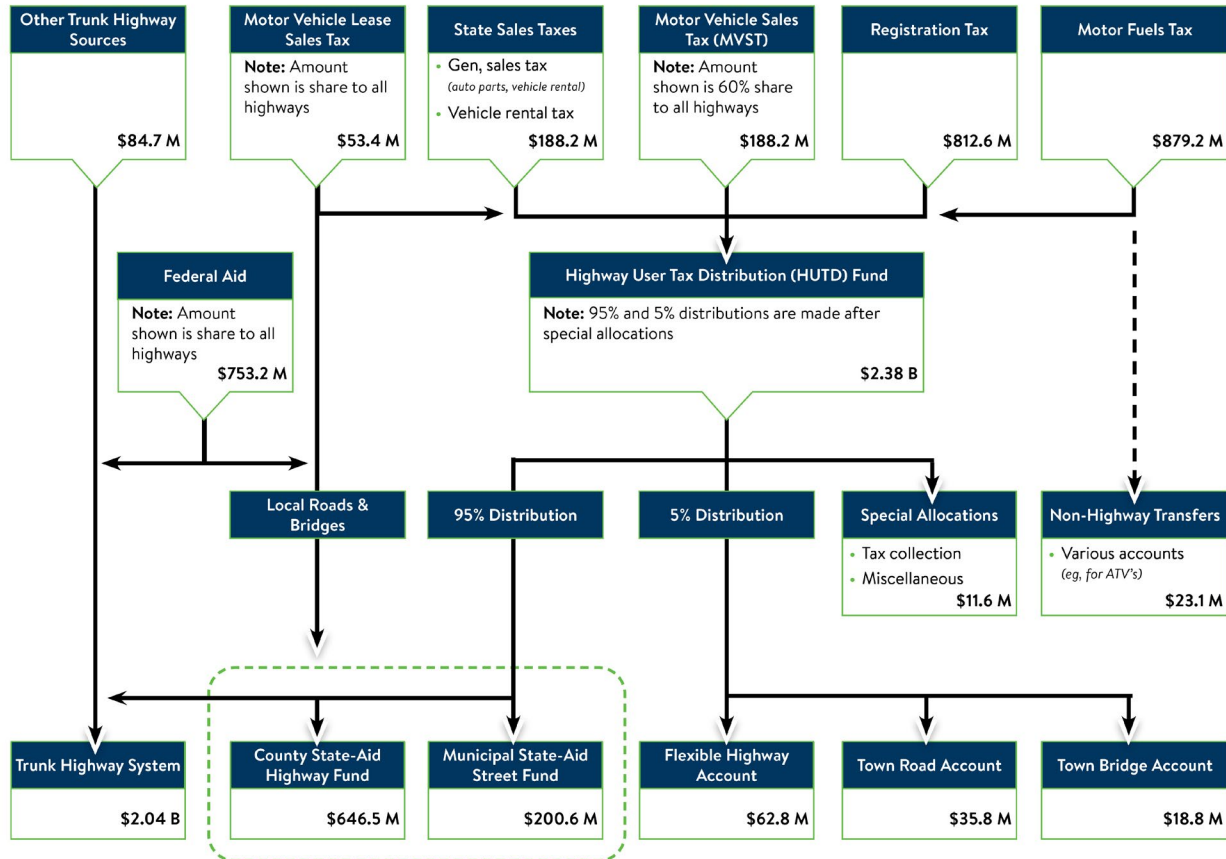 Other Trunk Highway
Sources
$84.7 M
Motor Vehicle Lease
Sales Tax
Note: Amount
shown is share to all
highways
$53.4 M
State Sales Taxes
• Gen, sales tax
(auto parts, vehicle rental)
• Vehicle rental tax
$188.2 M
Motor Vehicle Sales
Tax (MVST)
Note: Amount
shown is 60% share
to all highways
$188.2 M
Registration Tax
$812.6 M
Motor Fuels Tax
$879.2 M
Federal Aid
Note: Amount
shown is share to all
highways
$753.2 M
Highway User Tax Distribution (HUTD) Fund
Note: 95% and 5% distributions are made after
special allocations
$2.38 B
Local Roads &
Bridges
95% Distribution
5% Distribution
Special Allocations
• Tax collection
• Miscellaneous
$11.6 M
Non-Highway Transfers
• Various accounts
(eg, for ATV's)
$23.1 M
Trunk Highway System
$2.04 B
County State-Aid
Highway Fund
$646.5 M
Municipal State-Aid
Street Fund
$200.6 M
Flexible Highway
Account
$62.8 M
Town Road Account
$35.8 M
Town Bridge Account
$18.8 M